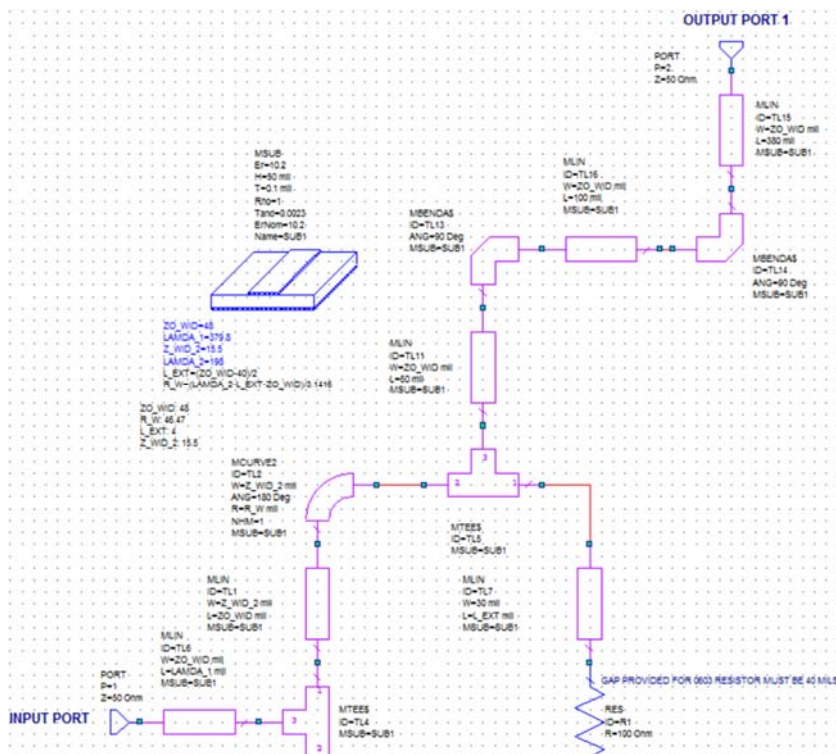 OUTPUT PORT 1
PORT
P=2
Z=50 Ohm
MLIN
ID=TL15
W=ZO_WID mil
L=380 mil
MSUB=SUB1
MSUB
Er=10.2
H=50 mil
T=0.1 mil
Rho=1
Tand=0.0023
ErNom=10.2
Name=SUB1
MLIN
ID=TL16
W=ZO_WID mil
L=100 mil
MSUB=SUB1
MBENDA$
ID=TL13
ANG=90 Deg
MSUB=SUB1
MBENDA$
ID=TL14
ANG=90 Deg
MSUB=SUB1
ZO_WID=48
LAMDA_1=379.8
Z_WID_2=15.5
LAMDA_2=198
L_EXT=(ZO_WID-40)/2
R_W=(LAMDA_2-L_EXT-ZO_WID)/3.1416
MLIN
ID=TL11
W=ZO_WID mil
L=50 mil
MSUB=SUB1
ZO_WID: 48
R_W: 46.47
L_EXT: 4
Z_WID_2: 15.5
MCURVE2
ID=TL2
W=Z_WID_2 mil
ANG=180 Deg
R=R_W mil
NHM=1
MSUB=SUB1
3
2
1
MTEE$
ID=TL5
MSUB=SUB1
MLIN
ID=TL1
W=Z_WID_2 mil
L=ZO_WID mil
MSUB=SUB1
MLIN
ID=TL7
W=30 mil
L=L_EXT mil
MSUB=SUB1
MLIN
ID=TL6
W=ZO_WID mil
L=LAMDA_1 mil
MSUB=SUB1
PORT
P=1
Z=50 Ohm
GAP PROVIDED FOR 0603 RESISTOR MUST BE 40 MILS
INPUT PORT
1
3
2
MTEE$
ID=TL4
RES
ID=R1
R=100 Ohm